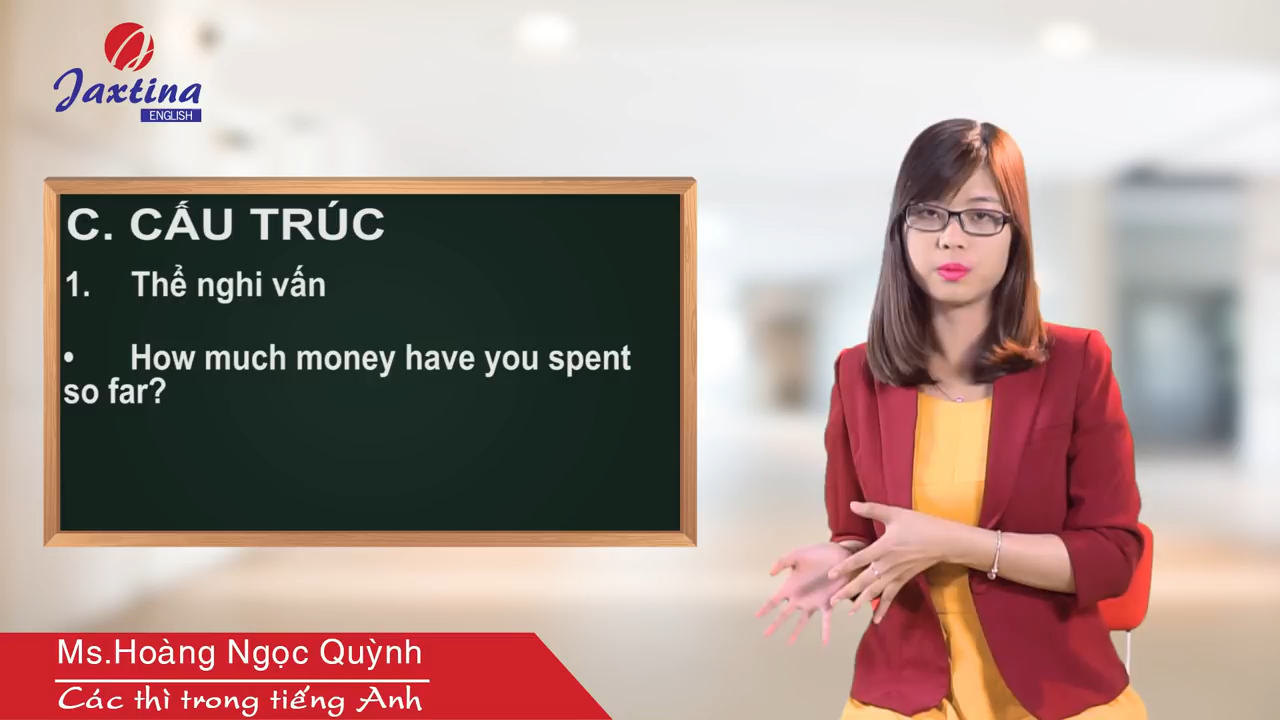 Jaxtina
ENGLISH
C. CẤU TRÚC
1. Thể nghi vấn
• How much money have you spent
so far?
Ms.Hoàng Ngọc Quỳnh
Các thì trong tiếng Anh